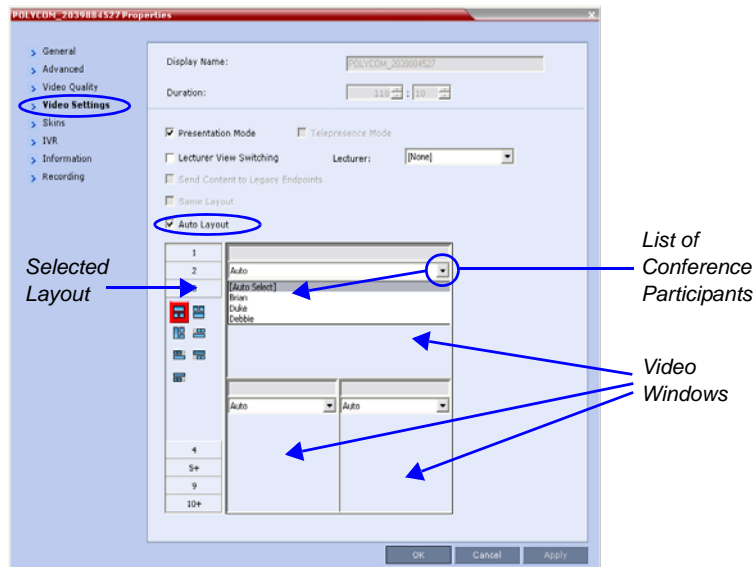 POLYCOM_2039884527 Properties
x
General
Advanced
Video Quality
Video Settings
Skins
IVR
Information
Recording
Display Name:
POLYCOM_2039884527
Duration:
110 : 10
Presentation Mode
Telepresence Mode
Lecturer View Switching
Lecturer:
[None]
Send Content to Legacy Endpoints
Same Layout
Auto Layout
1
2
Auto
[Auto Select]
Brian
Duke
Debbie
Auto
Auto
4
5+
9
10+
Selected
Layout
List of
Conference
Participants
Video
Windows
OK
Cancel
Apply